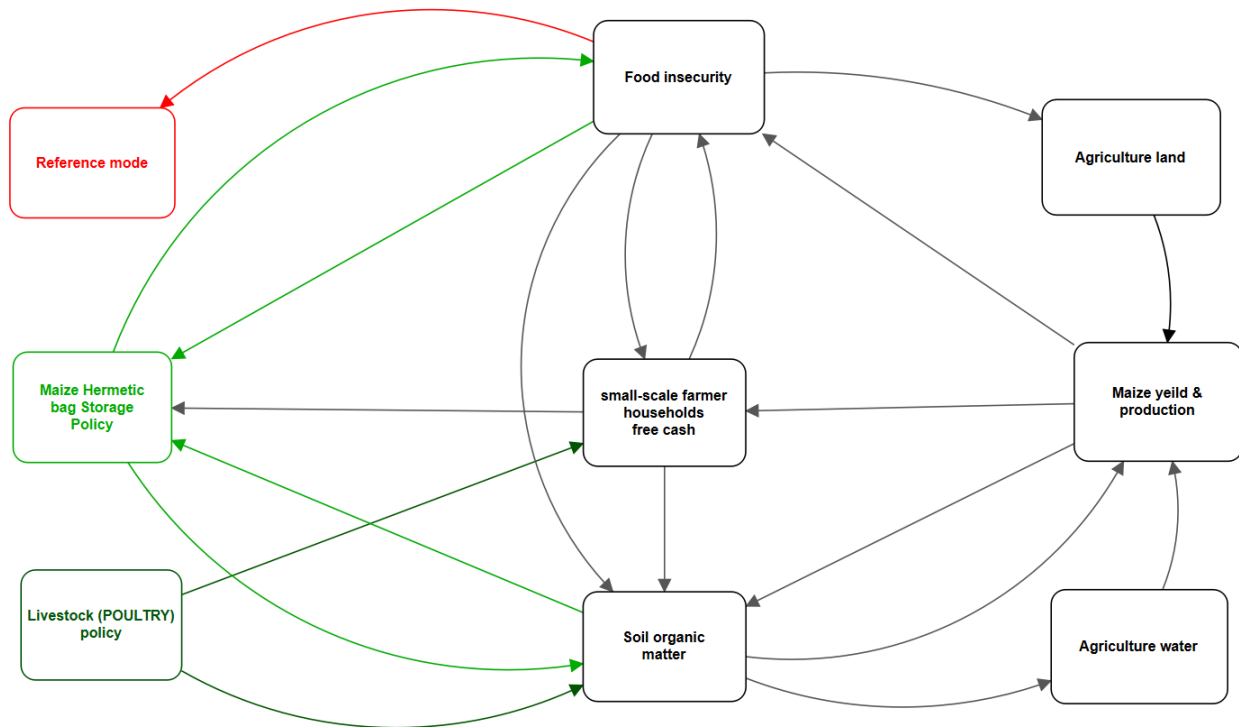 Food insecurity
Reference mode
Agriculture land
Maize Hermetic
bag Storage
Policy
small-scale farmer
households
free cash
Maize yeild &
production
Livestock (POULTRY)
policy
Soil organic
matter
Agriculture water